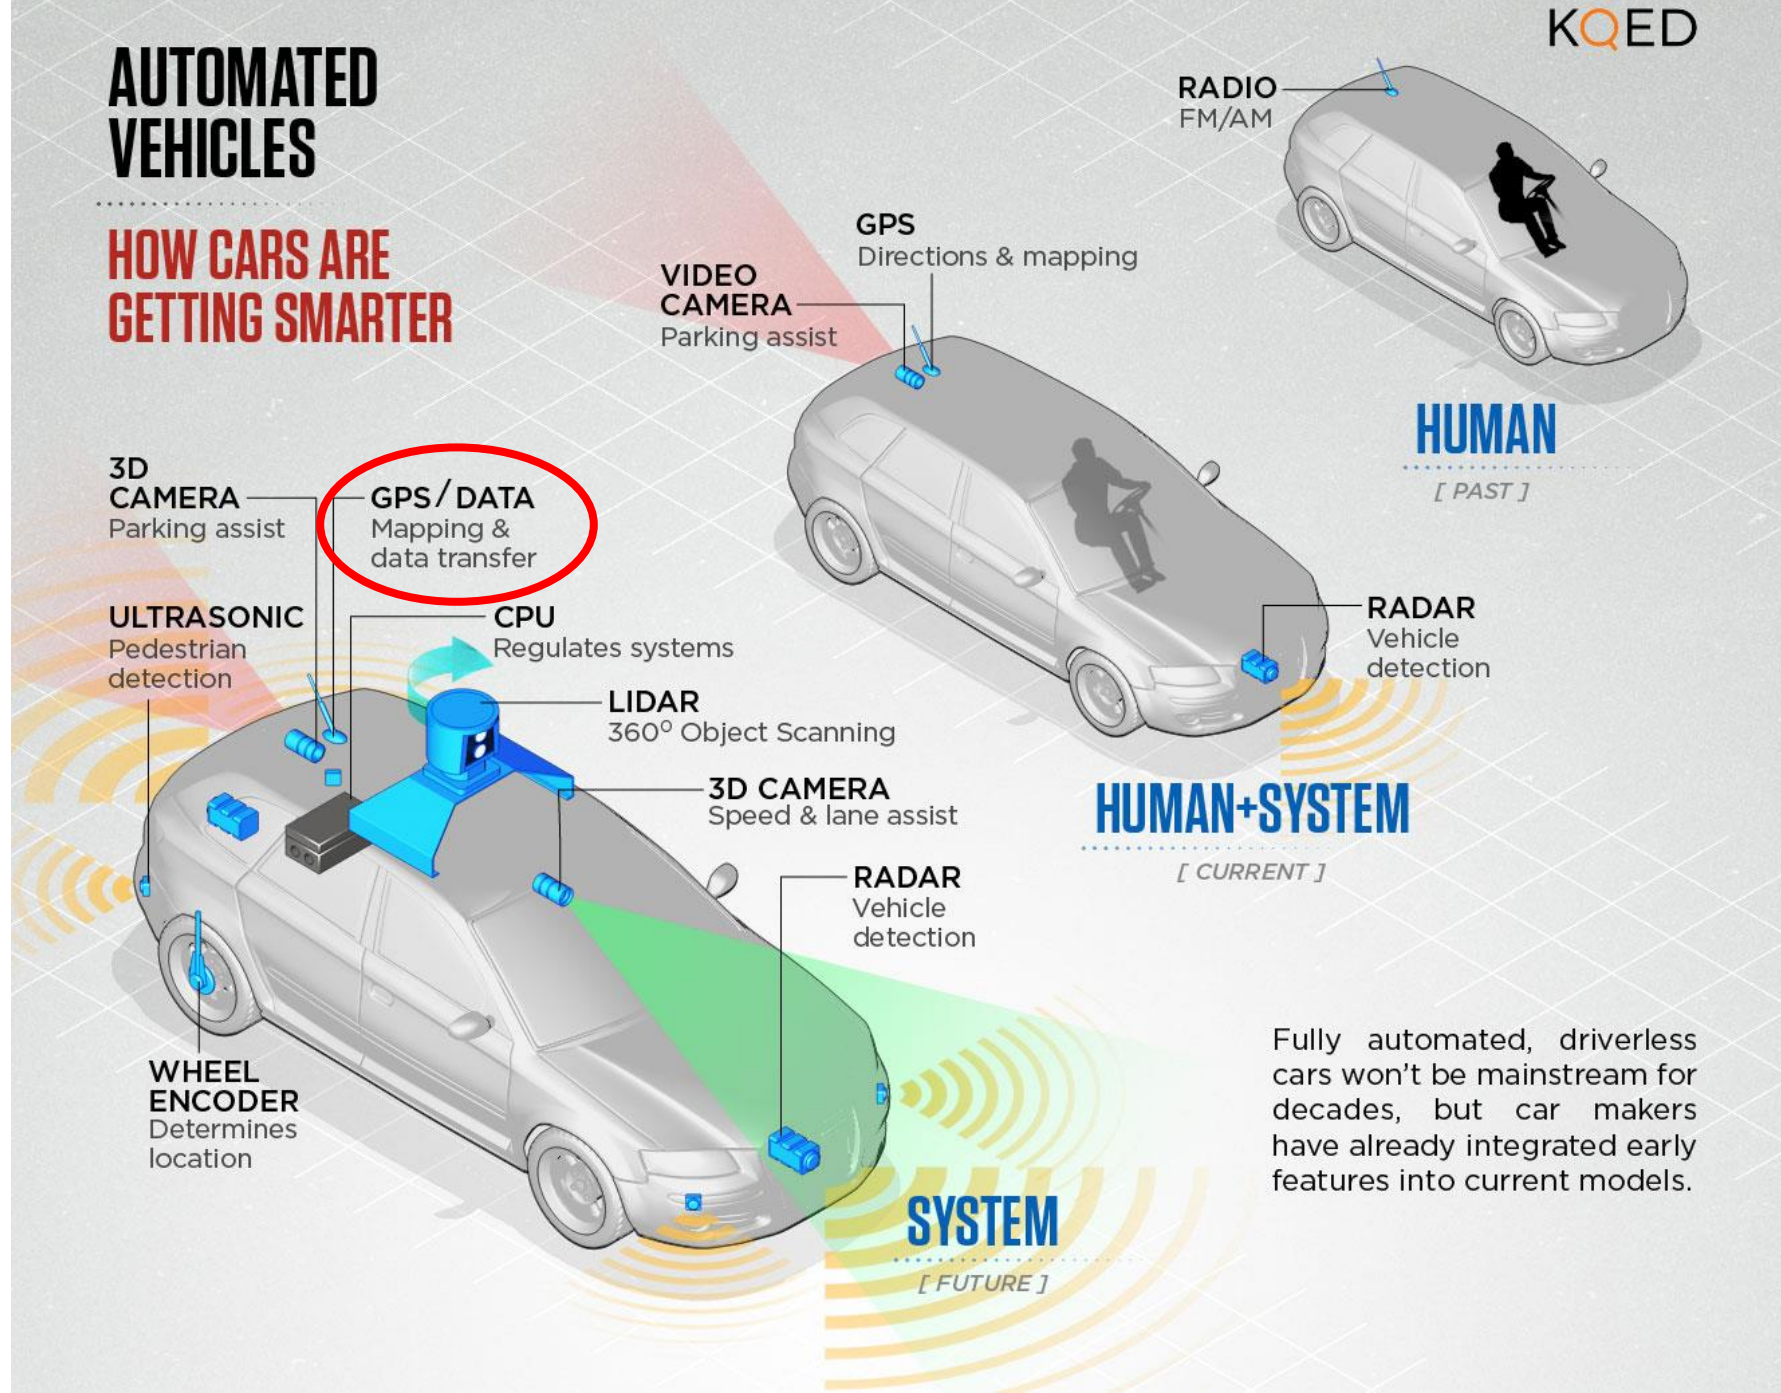 KQED
AUTOMATED
VEHICLES
HOW CARS ARE
GETTING SMARTER
RADIO
FM/AM
HUMAN
[ PAST ]
GPS
Directions & mapping
VIDEO
CAMERA
Parking assist
RADAR
Vehicle
detection
HUMAN+SYSTEM
[ CURRENT ]
3D
CAMERA
Parking assist
GPS/DATA
Mapping &
data transfer
ULTRASONIC
Pedestrian
detection
CPU
Regulates systems
LIDAR
360º Object Scanning
3D CAMERA
Speed & lane assist
RADAR
Vehicle
detection
WHEEL
ENCODER
Determines
location
SYSTEM
[ FUTURE ]
Fully automated, driverless
cars won't be mainstream for
decades, but car makers
have already integrated early
features into current models.